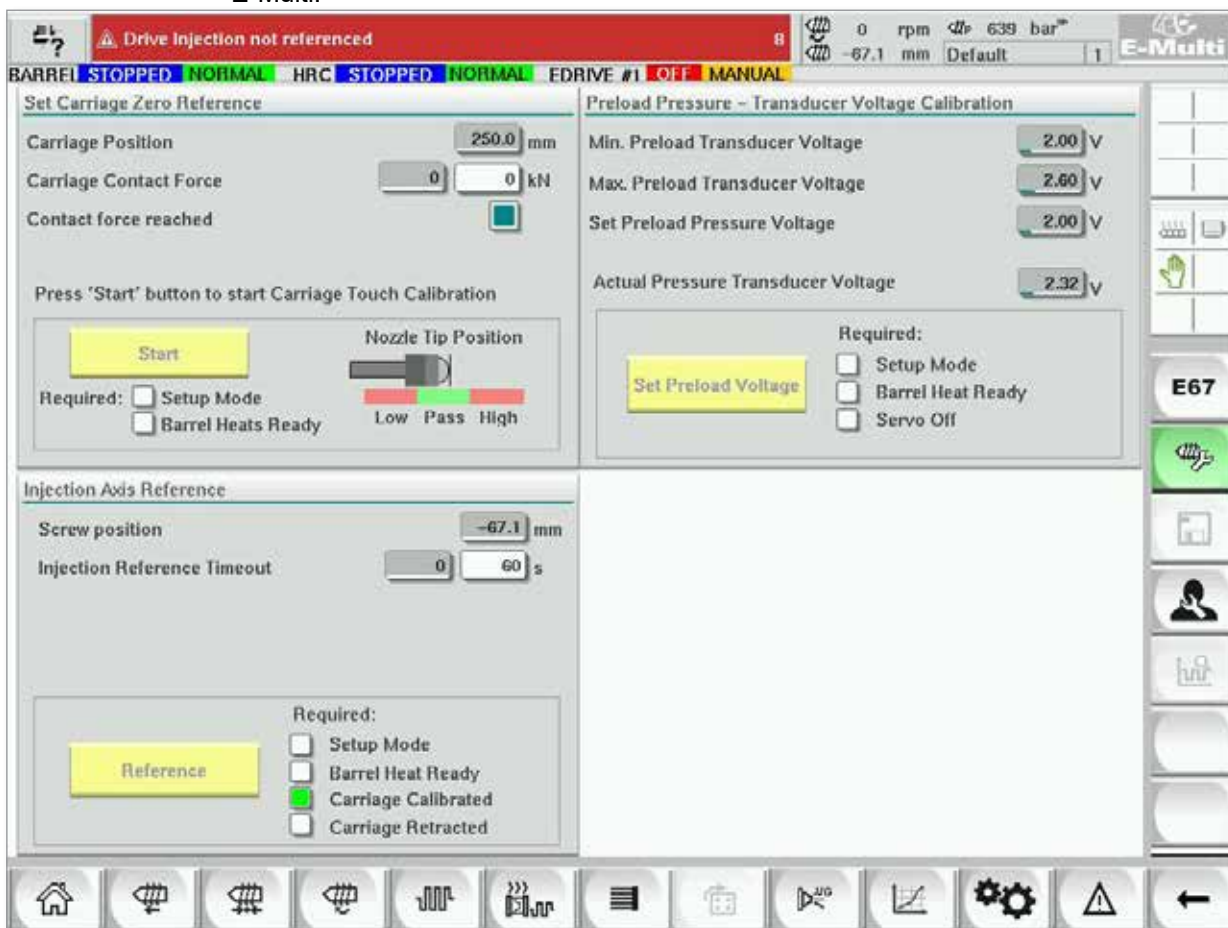 E-Multi.
? Drive Injection not referenced 8
0 rpm 639 bar
-67.1 mm Default 1
E-Multi
BARREL STOPPED NORMAL HRC STOPPED NORMAL EDRIVE #1 OFF MANUAL
Set Carriage Zero Reference
Carriage Position 250.0 mm
Carriage Contact Force 0 0 kN
Contact force reached
Press 'Start' button to start Carriage Touch Calibration
Start
Nozzle Tip Position
Required: Setup Mode
Barrel Heats Ready
Low Pass High
Preload Pressure - Transducer Voltage Calibration
Min. Preload Transducer Voltage 2.00 V
Max. Preload Transducer Voltage 2.60 V
Set Preload Pressure Voltage 2.00 V
Actual Pressure Transducer Voltage 2.32 V
Set Preload Voltage
Required:
Setup Mode
Barrel Heat Ready
Servo Off
Injection Axis Reference
Screw position -67.1 mm
Injection Reference Timeout 0 60 s
Reference
Required:
Setup Mode
Barrel Heat Ready
Carriage Calibrated
Carriage Retracted
E67